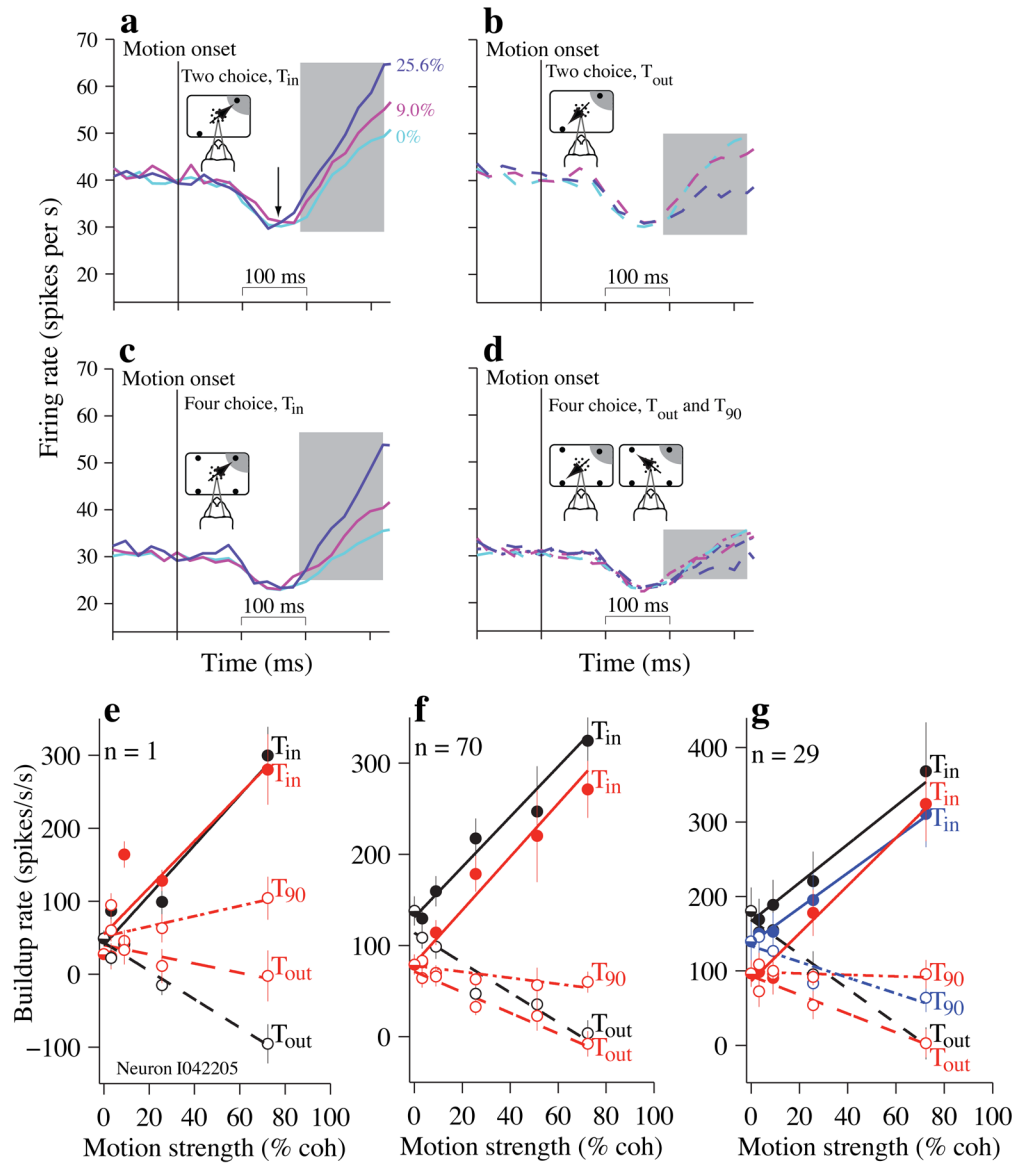 a
b
70
60
50
40
30
20
Motion onset
Two choice, Tin
25.6%
9.0%
0%
100 ms
Motion onset
Two choice, Tout
100 ms
Firing rate (spikes per s)
c
d
70
60
50
40
30
20
Motion onset
Four choice, Tin
100 ms
Motion onset
Four choice, Tout and T90
100 ms
Time (ms)
Time (ms)
e
n = 1
300
200
100
0
−100
Tin
Tin
T90
Tout
Tout
Neuron I042205
0 20 40 60 80 100
Motion strength (% coh)
Buildup rate (spikes/s/s)
f
n = 70
300
200
100
0
Tin
Tin
T90
Tout
Tout
0 20 40 60 80 100
Motion strength (% coh)
g
n = 29
400
300
200
100
0
Tin
Tin
Tin
T90
T90
Tout
Tout
0 20 40 60 80 100
Motion strength (% coh)